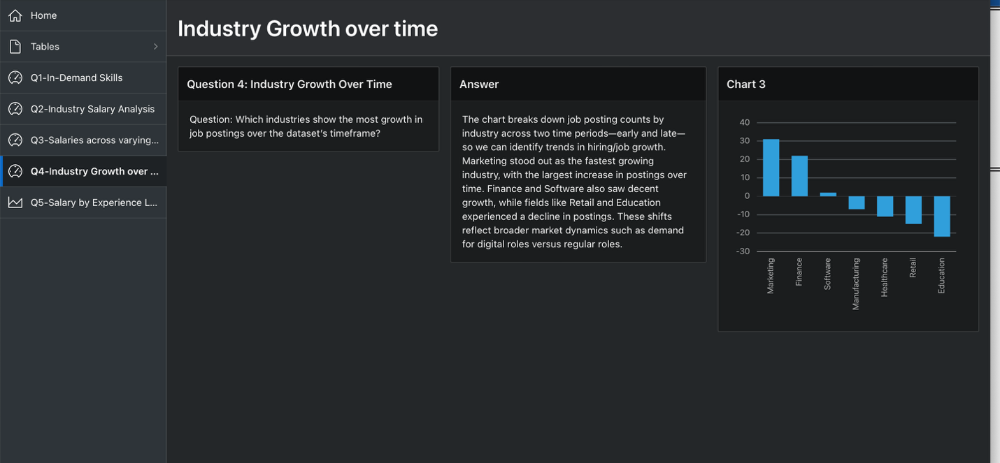 Home
Tables
Q1-In-Demand Skills
Q2-Industry Salary Analysis
Q3-Salaries across varying...
Q4-Industry Growth over ...
Q5-Salary by Experience L...
Industry Growth over time
Question 4: Industry Growth Over Time
Question: Which industries show the most growth in
job postings over the dataset's timeframe?
Answer
The chart breaks down job posting counts by
industry across two time periods—early and late—
so we can identify trends in hiring/job growth.
Marketing stood out as the fastest growing
industry, with the largest increase in postings over
time. Finance and Software also saw decent
growth, while fields like Retail and Education
experienced a decline in postings. These shifts
reflect broader market dynamics such as demand
for digital roles versus regular roles.
Chart 3
40
30
20
10
0
-10
-20
-30
Marketing
Finance
Software
Manufacturing
Healthcare
Retail
Education